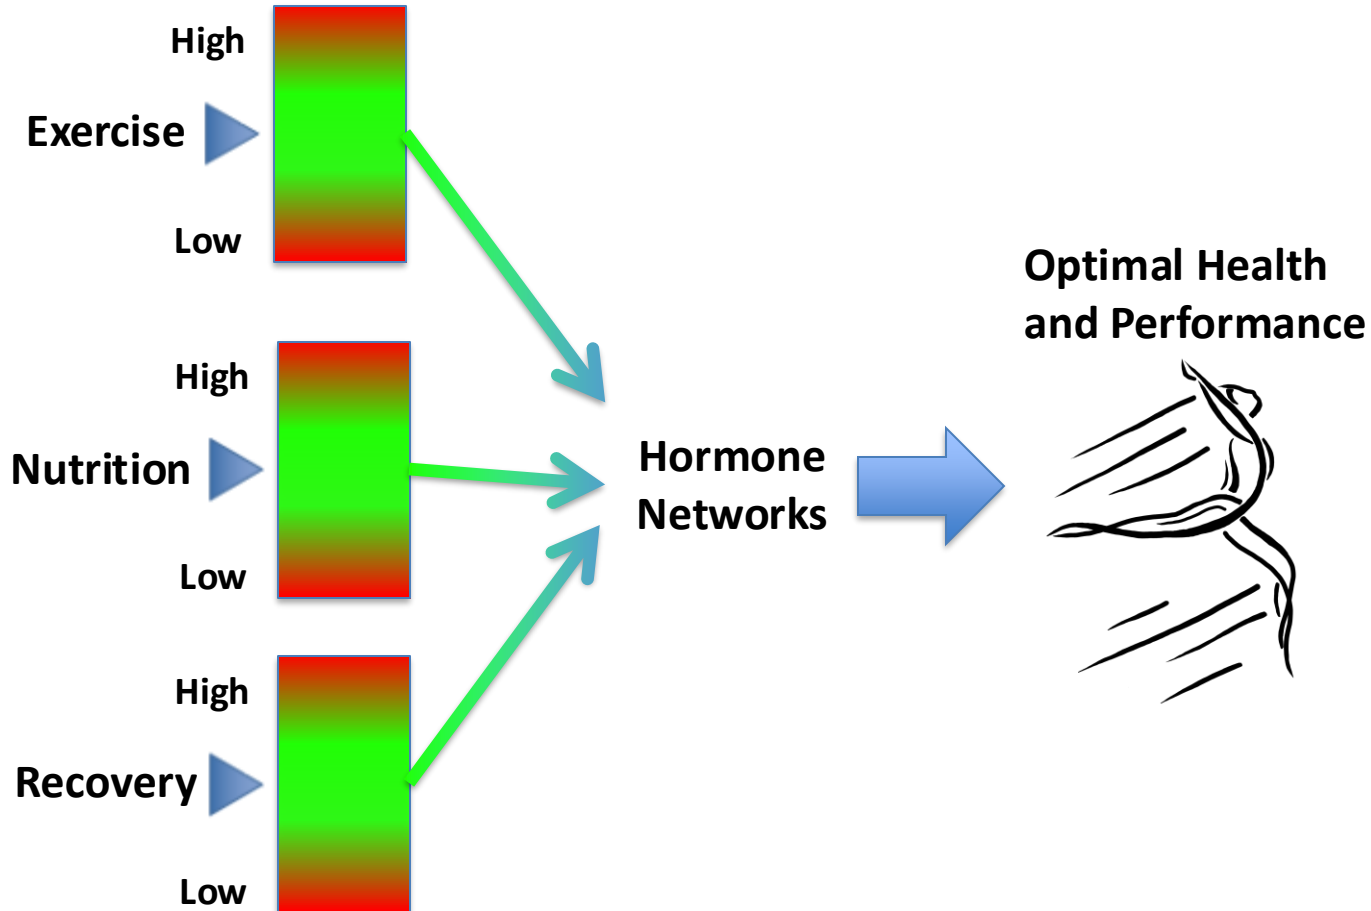 High
Exercise
Low
High
Nutrition
Low
High
Recovery
Low
Hormone
Networks
Optimal Health
and Performance